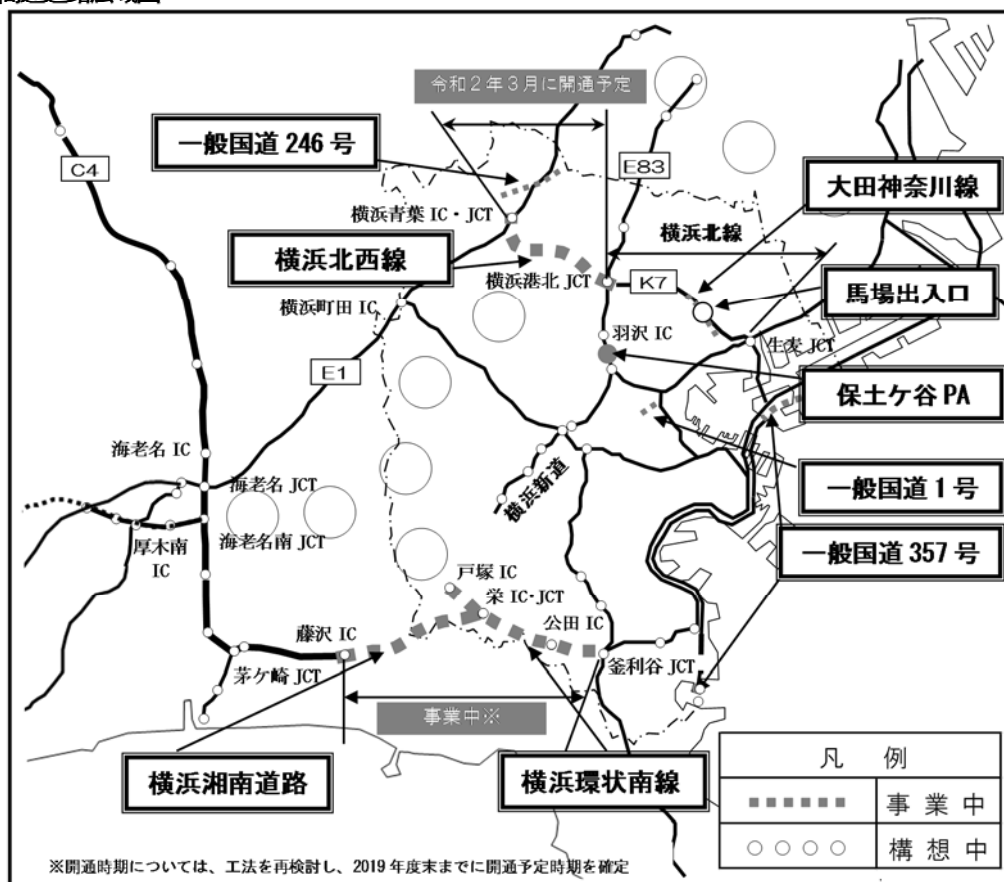 令和２年３月に開通予定
一般国道 246 号
C4
E83
大田神奈川線
横浜青葉 IC・JCT
横浜北線
横浜北西線
横浜港北 JCT
K7
馬場出入口
横浜町田 IC
羽沢 IC
生麦 JCT
E1
保土ケ谷 PA
海老名 IC
横浜新道
海老名 JCT
一般国道 1 号
厚木南
IC
海老名南 JCT
一般国道 357 号
戸塚 IC
栄 IC・JCT
公田 IC
藤沢 IC
釜利谷 JCT
茅ケ崎 JCT
事業中※
横浜湘南道路
横浜環状南線
凡 例
事 業 中
構 想 中
※開通時期については、工法を再検討し、2019 年度末までに開通予定時期を確定